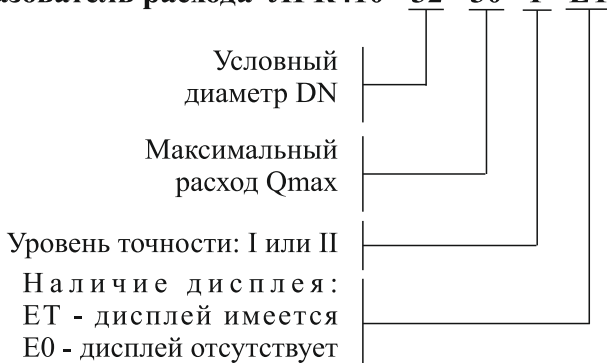 Условный
диаметр DN
Максимальный
расход Qmax
Уровень точности: I или II
Наличие дисплея:
ЕТ - дисплей имеется
Е0 - дисплей отсутствует